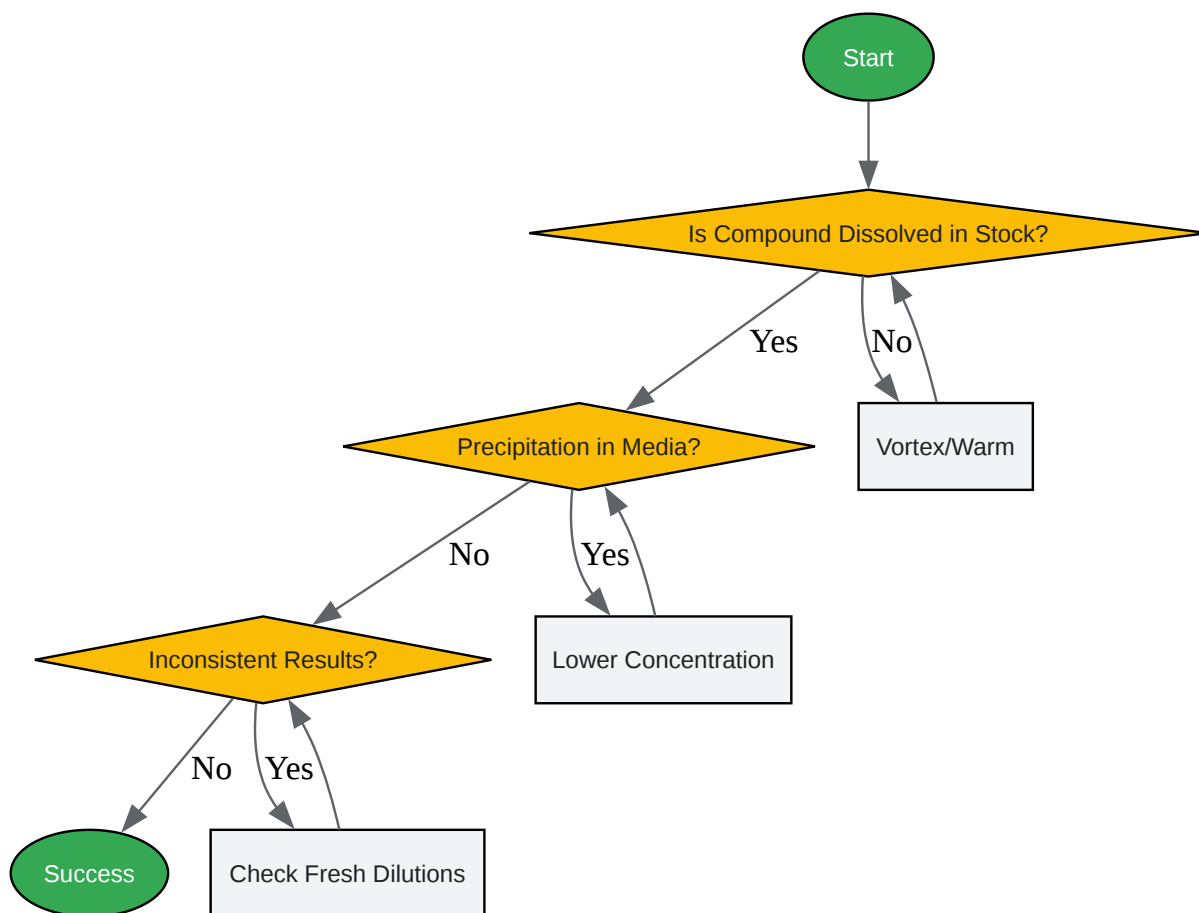 Start
Is Compound Dissolved in Stock?
Yes
No
Precipitation in Media?
Vortex/Warm
No
Yes
Inconsistent Results?
Lower Concentration
No
Yes
Success
Check Fresh Dilutions